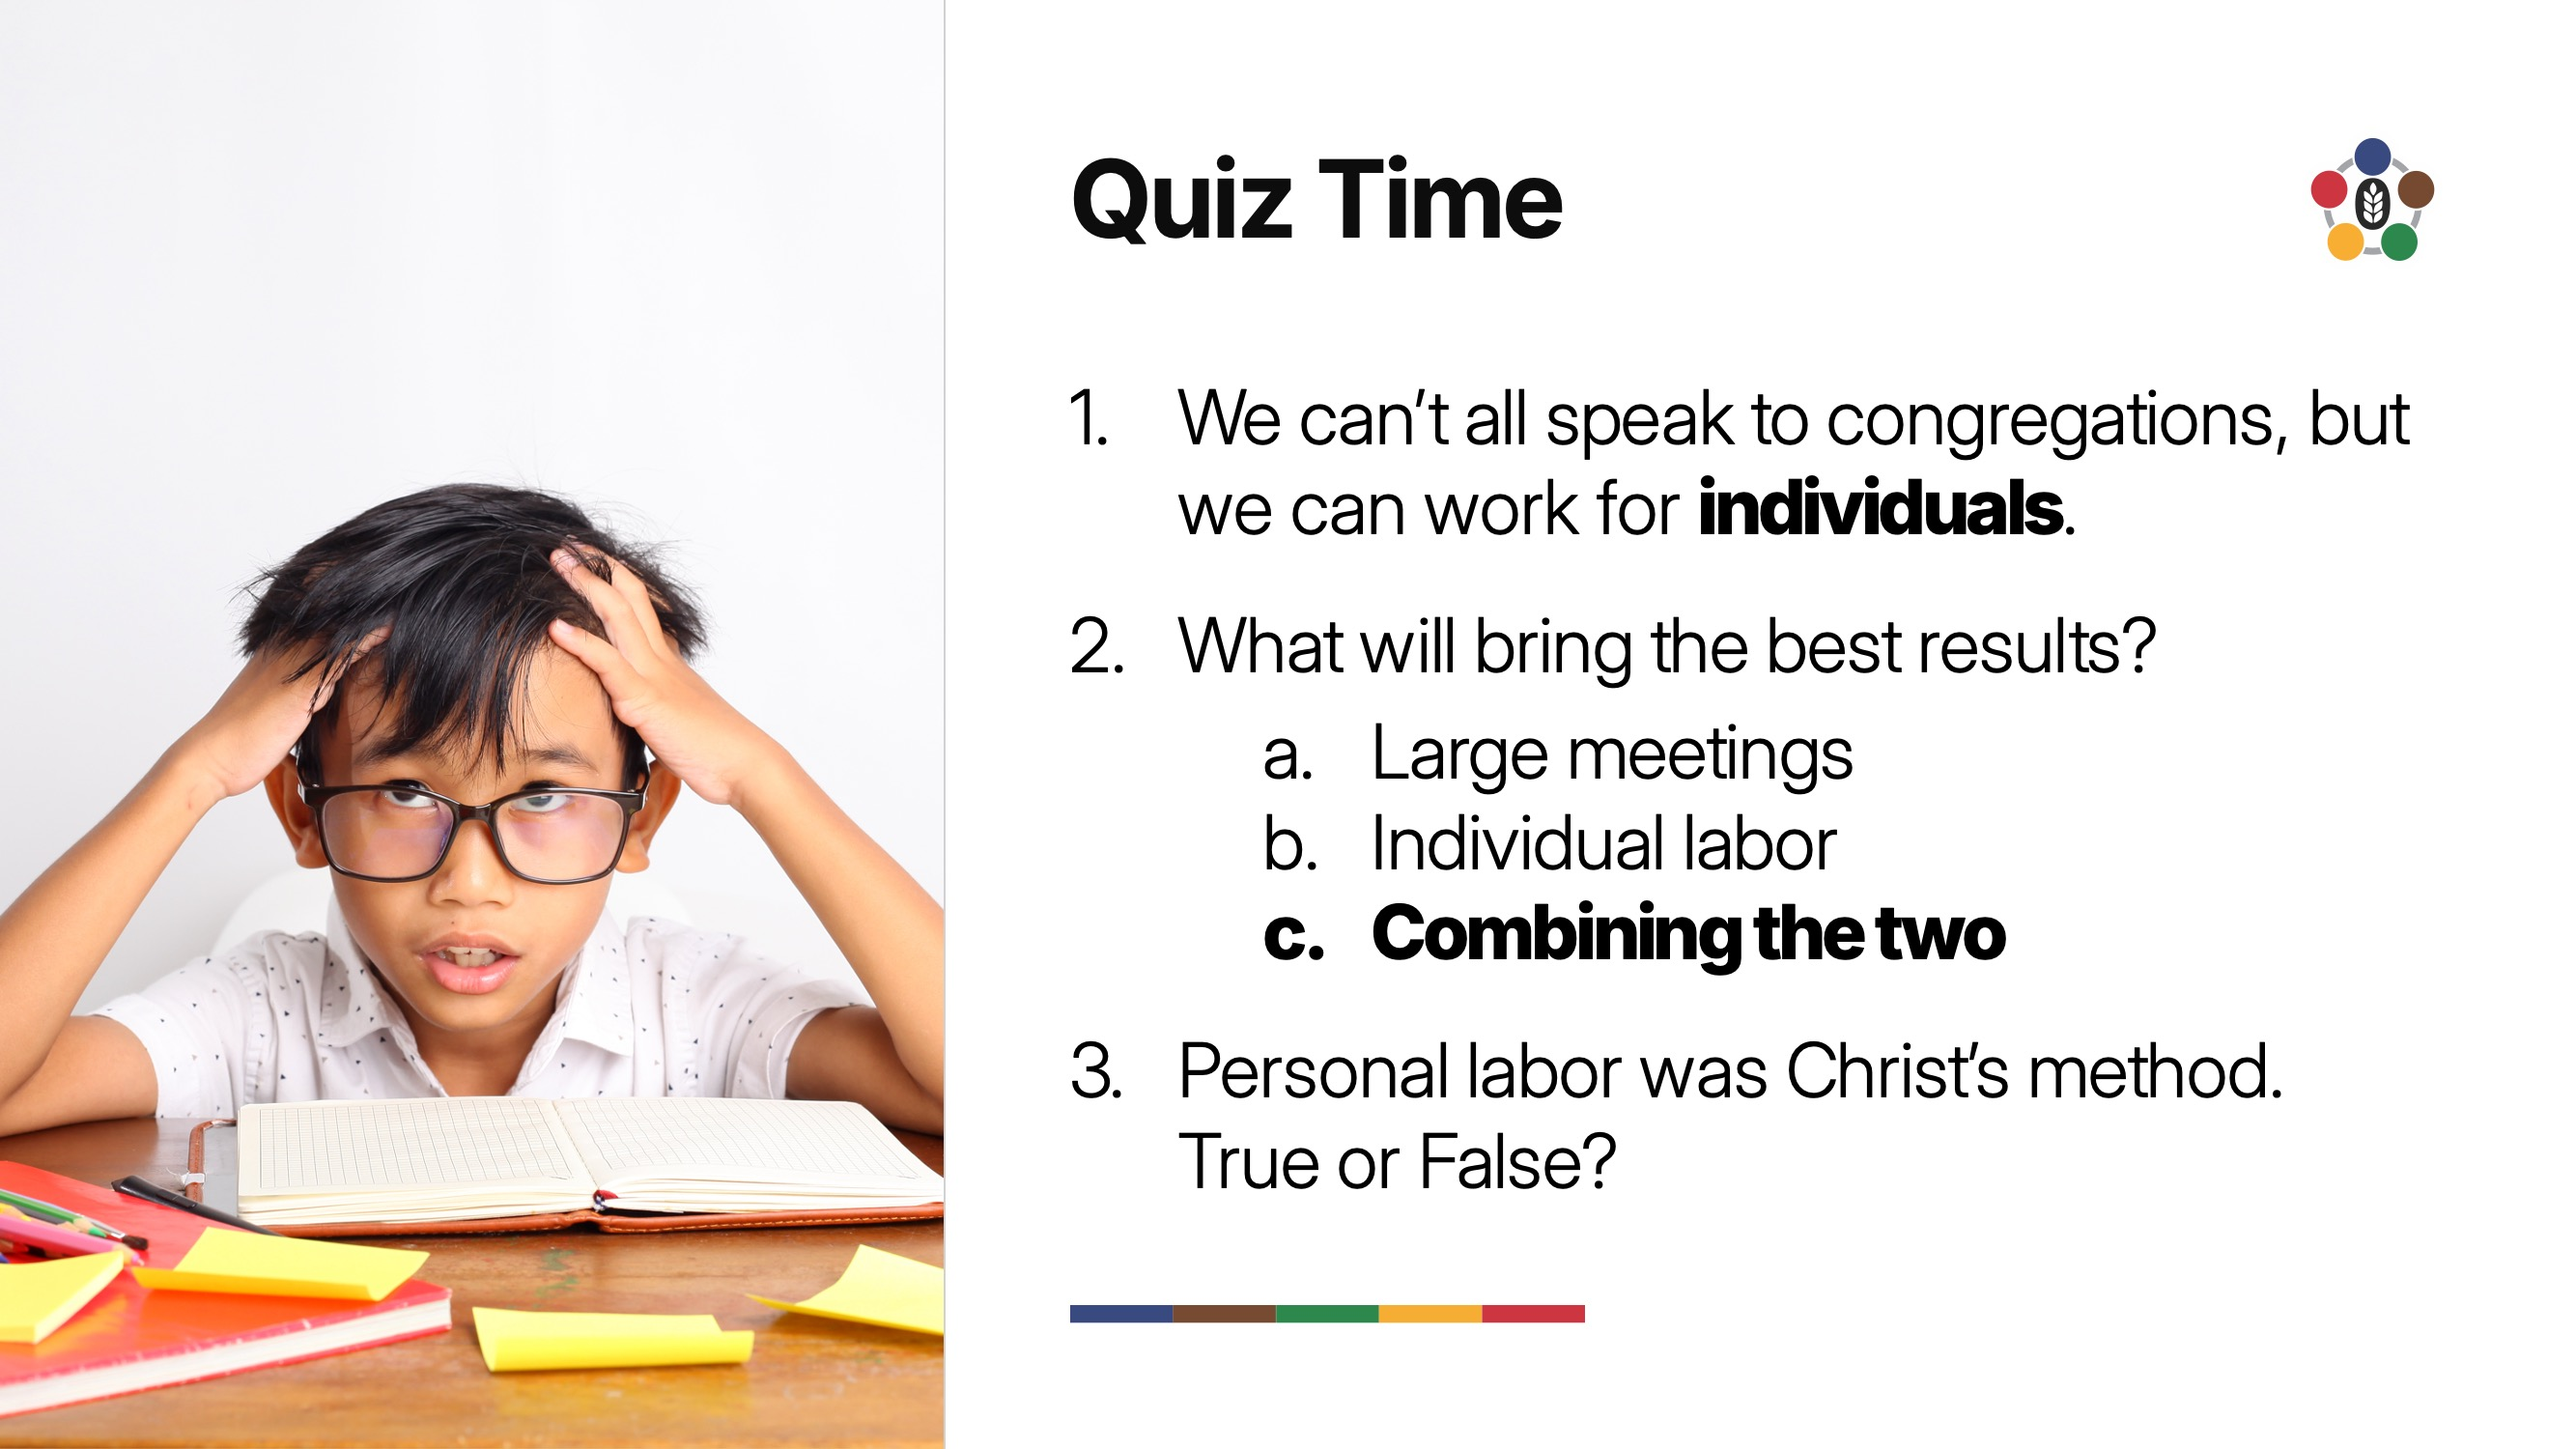 Quiz Time
1. We can’t all speak to congregations, but
we can work for individuals.
2. What will bring the best results?
a. Large meetings
b. Individual labor
c. Combining the two
3. Personal labor was Christ’s method.
True or False?